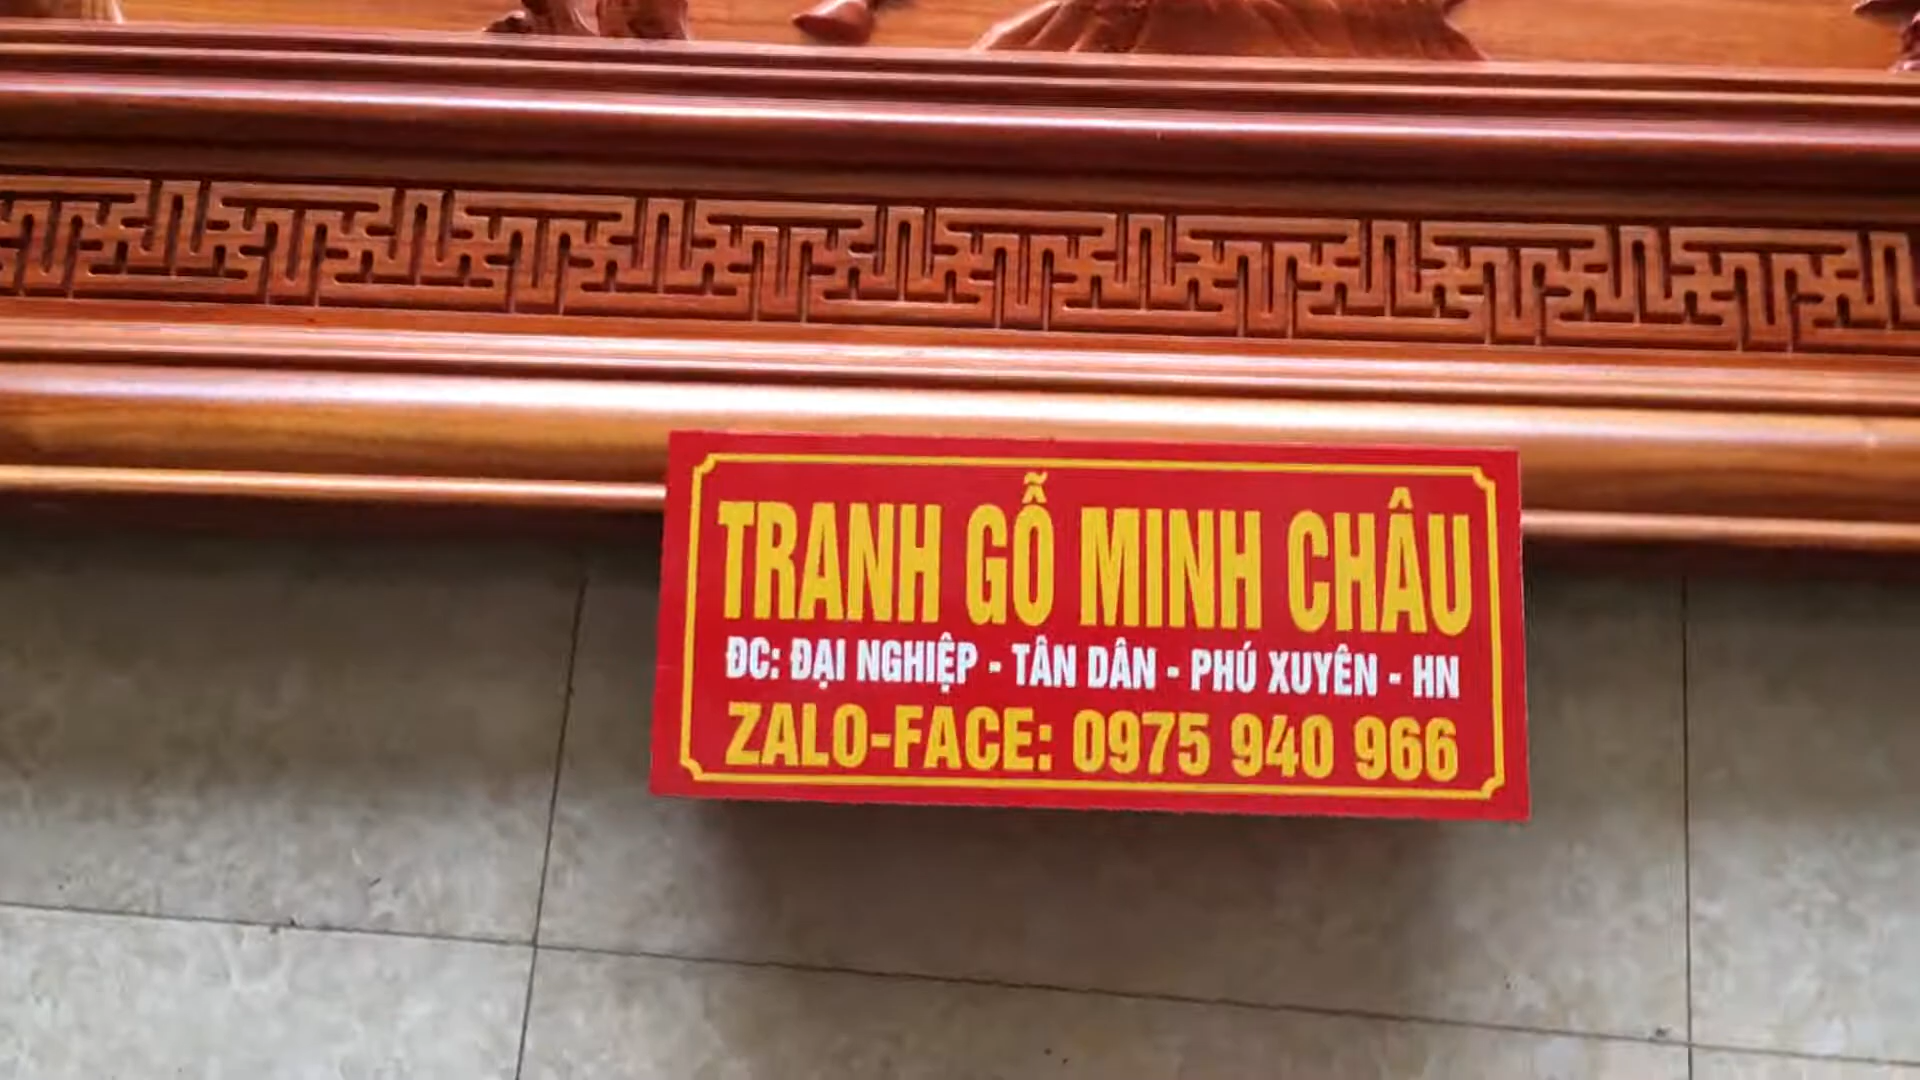 TRANH GỖ MINH CHÂU
ĐC: ĐẠI NGHIỆP - TÂN DÂN - PHÚ XUYÊN - HN
ZALO-FACE: 0975 940 966